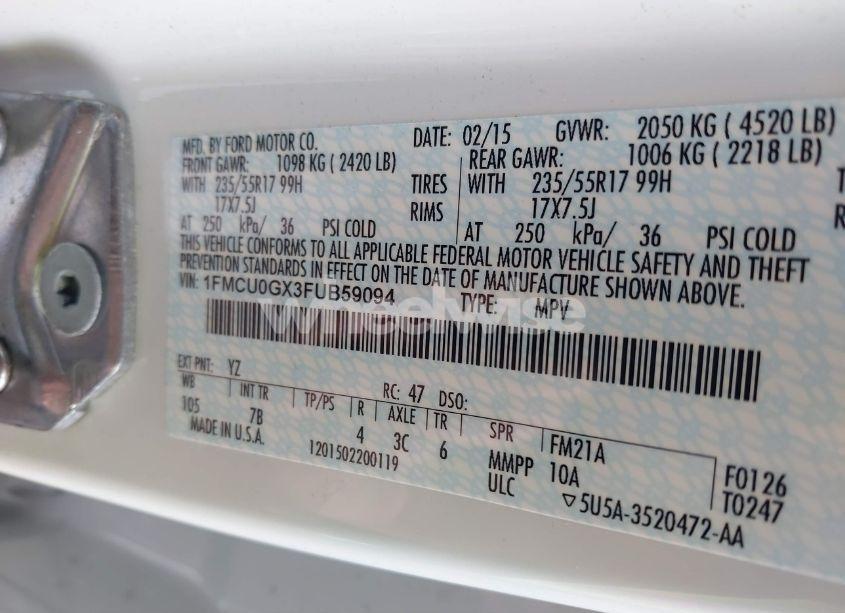 MFD. BY FORD MOTOR CO. DATE: 02/15 GVWR: 2050 KG ( 4520 LB)
FRONT GAWR: 1098 KG ( 2420 LB) REAR GAWR: 1006 KG ( 2218 LB)
WITH 235/55R17 99H TIRES WITH 235/55R17 99H
17X7.5J RIMS 17X7.5J
AT 250 kPa/ 36 PSI COLD AT 250 kPa/ 36 PSI COLD
THIS VEHICLE CONFORMS TO ALL APPLICABLE FEDERAL MOTOR VEHICLE SAFETY AND THEFT
PREVENTION STANDARDS IN EFFECT ON THE DATE OF MANUFACTURE SHOWN ABOVE.
VIN: 1FMCU0GX3FUB59094 TYPE: MPV
wheelwise
EXT PNT: YZ RC: 47 DSO:
WB INT TR TP/PS R AXLE TR SPR FM21A F0126
105 7B 4 3C 6 MMPP 10A T0247
MADE IN U.S.A. 1201502200119 ULC ▽5U5A-3520472-AA